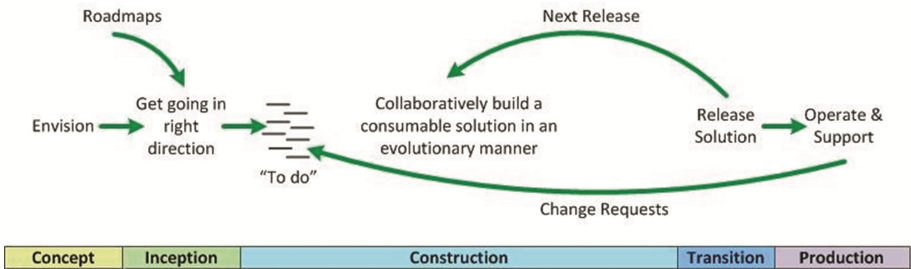 Roadmaps
Next Release
Envision
Get going in
right
direction
"To do"
Collaboratively build a
consumable solution in an
evolutionary manner
Release
Solution
Operate &
Support
Change Requests
Concept
Inception
Construction
Transition
Production